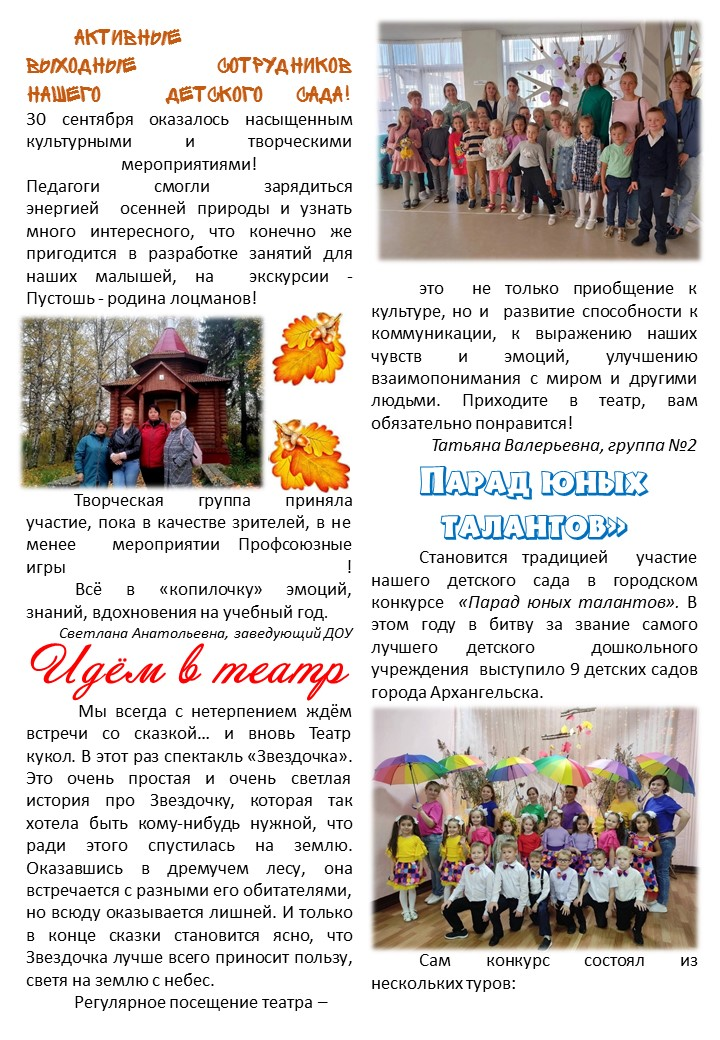 АКТИВНЫЕ
ВЫХОДНЫЕ СОТРУДНИКОВ
НАШЕГО ДЕТСКОГО САДА!
30 сентября оказалось насыщенным
культурными и творческими
мероприятиями!
Педагоги смогли зарядиться
энергией осенней природы и узнать
много интересного, что конечно же
пригодится в разработке занятий для
наших малышей, на экскурсии -
Пустошь - родина лоцманов!
Творческая группа приняла
участие, пока в качестве зрителей, в не
менее мероприятии Профсоюзные
игры !
Всё в «копилочку» эмоций,
знаний, вдохновения на учебный год.
Светлана Анатольевна, заведующий ДОУ
Идём в театр
Мы всегда с нетерпением ждём
встречи со сказкой… и вновь Театр
кукол. В этот раз спектакль «Звездочка».
Это очень простая и очень светлая
история про Звездочку, которая так
хотела быть кому-нибудь нужной, что
ради этого спустилась на землю.
Оказавшись в дремучем лесу, она
встречается с разными его обитателями,
но всюду оказывается лишней. И только
в конце сказки становится ясно, что
Звездочка лучше всего приносит пользу,
светя на землю с небес.
Регулярное посещение театра –
это не только приобщение к
культуре, но и развитие способности к
коммуникации, к выражению наших
чувств и эмоций, улучшению
взаимопонимания с миром и другими
людьми. Приходите в театр, вам
обязательно понравится!
Татьяна Валерьевна, группа №2
Парад юных
талантов»
Становится традицией участие
нашего детского сада в городском
конкурсе «Парад юных талантов». В
этом году в битву за звание самого
лучшего детского дошкольного
учреждения выступило 9 детских садов
города Архангельска.
Сам конкурс состоял из
нескольких туров: